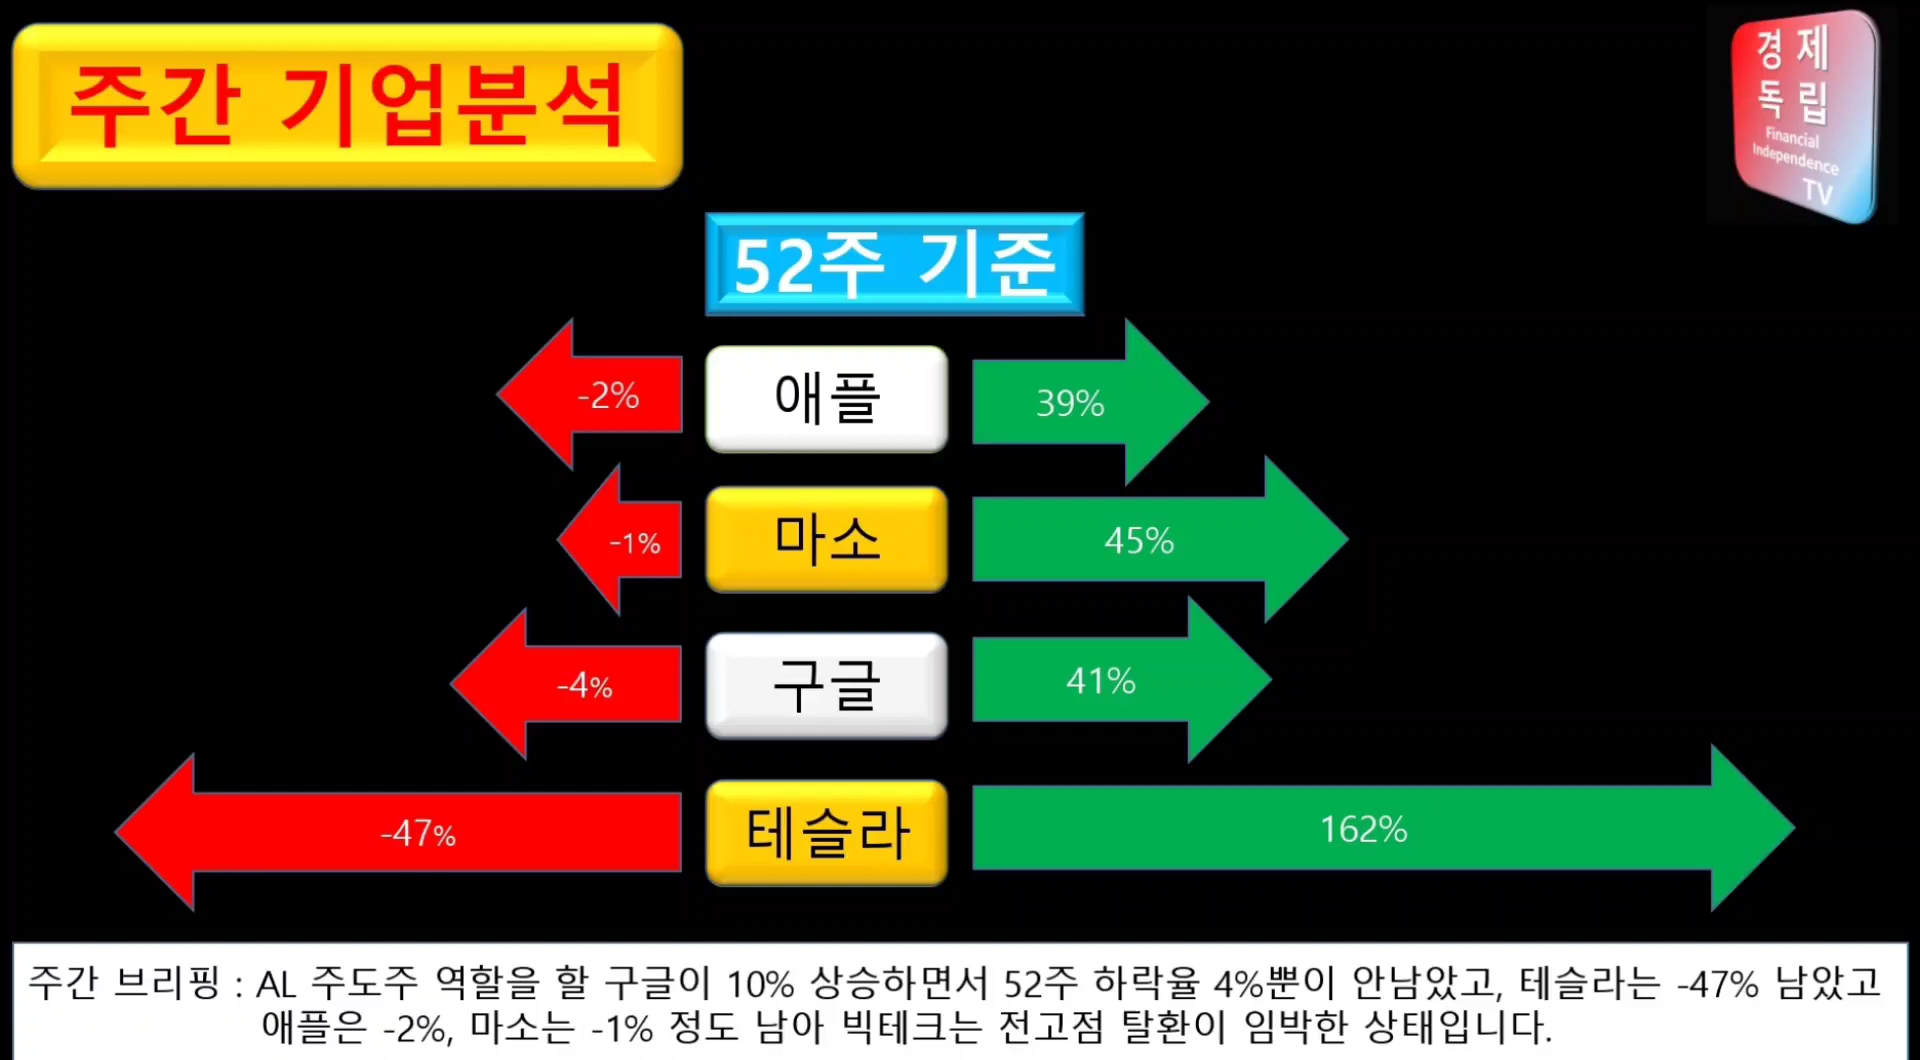 주간 기업분석
경제
독립
Financial
Independence
TV
52주 기준
-2%
애플
39%
-1%
마소
45%
-4%
구글
41%
-47%
테슬라
162%
주간 브리핑 : AL 주도주 역할을 할 구글이 10% 상승하면서 52주 하락율 4%뿐이 안남았고, 테슬라는 -47% 남았고
애플은 -2%, 마소는 -1% 정도 남아 빅테크는 전고점 탈환이 임박한 상태입니다.